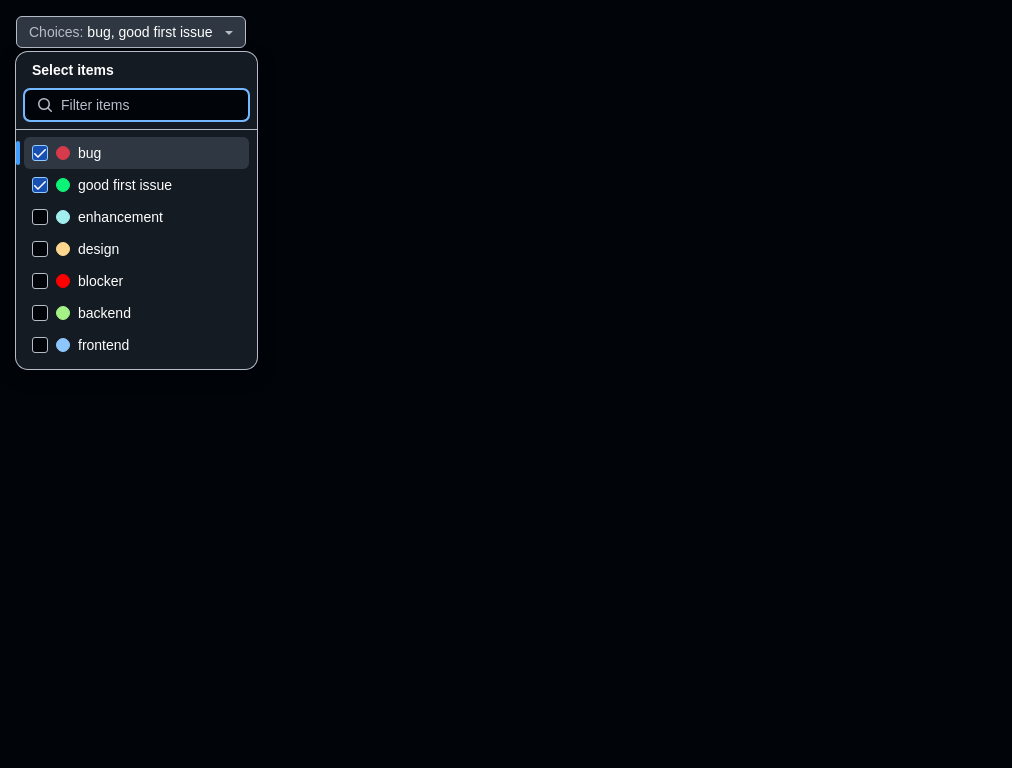 Choices: bug, good first issue
Select items
Filter items
bug
good first issue
enhancement
design
blocker
backend
frontend